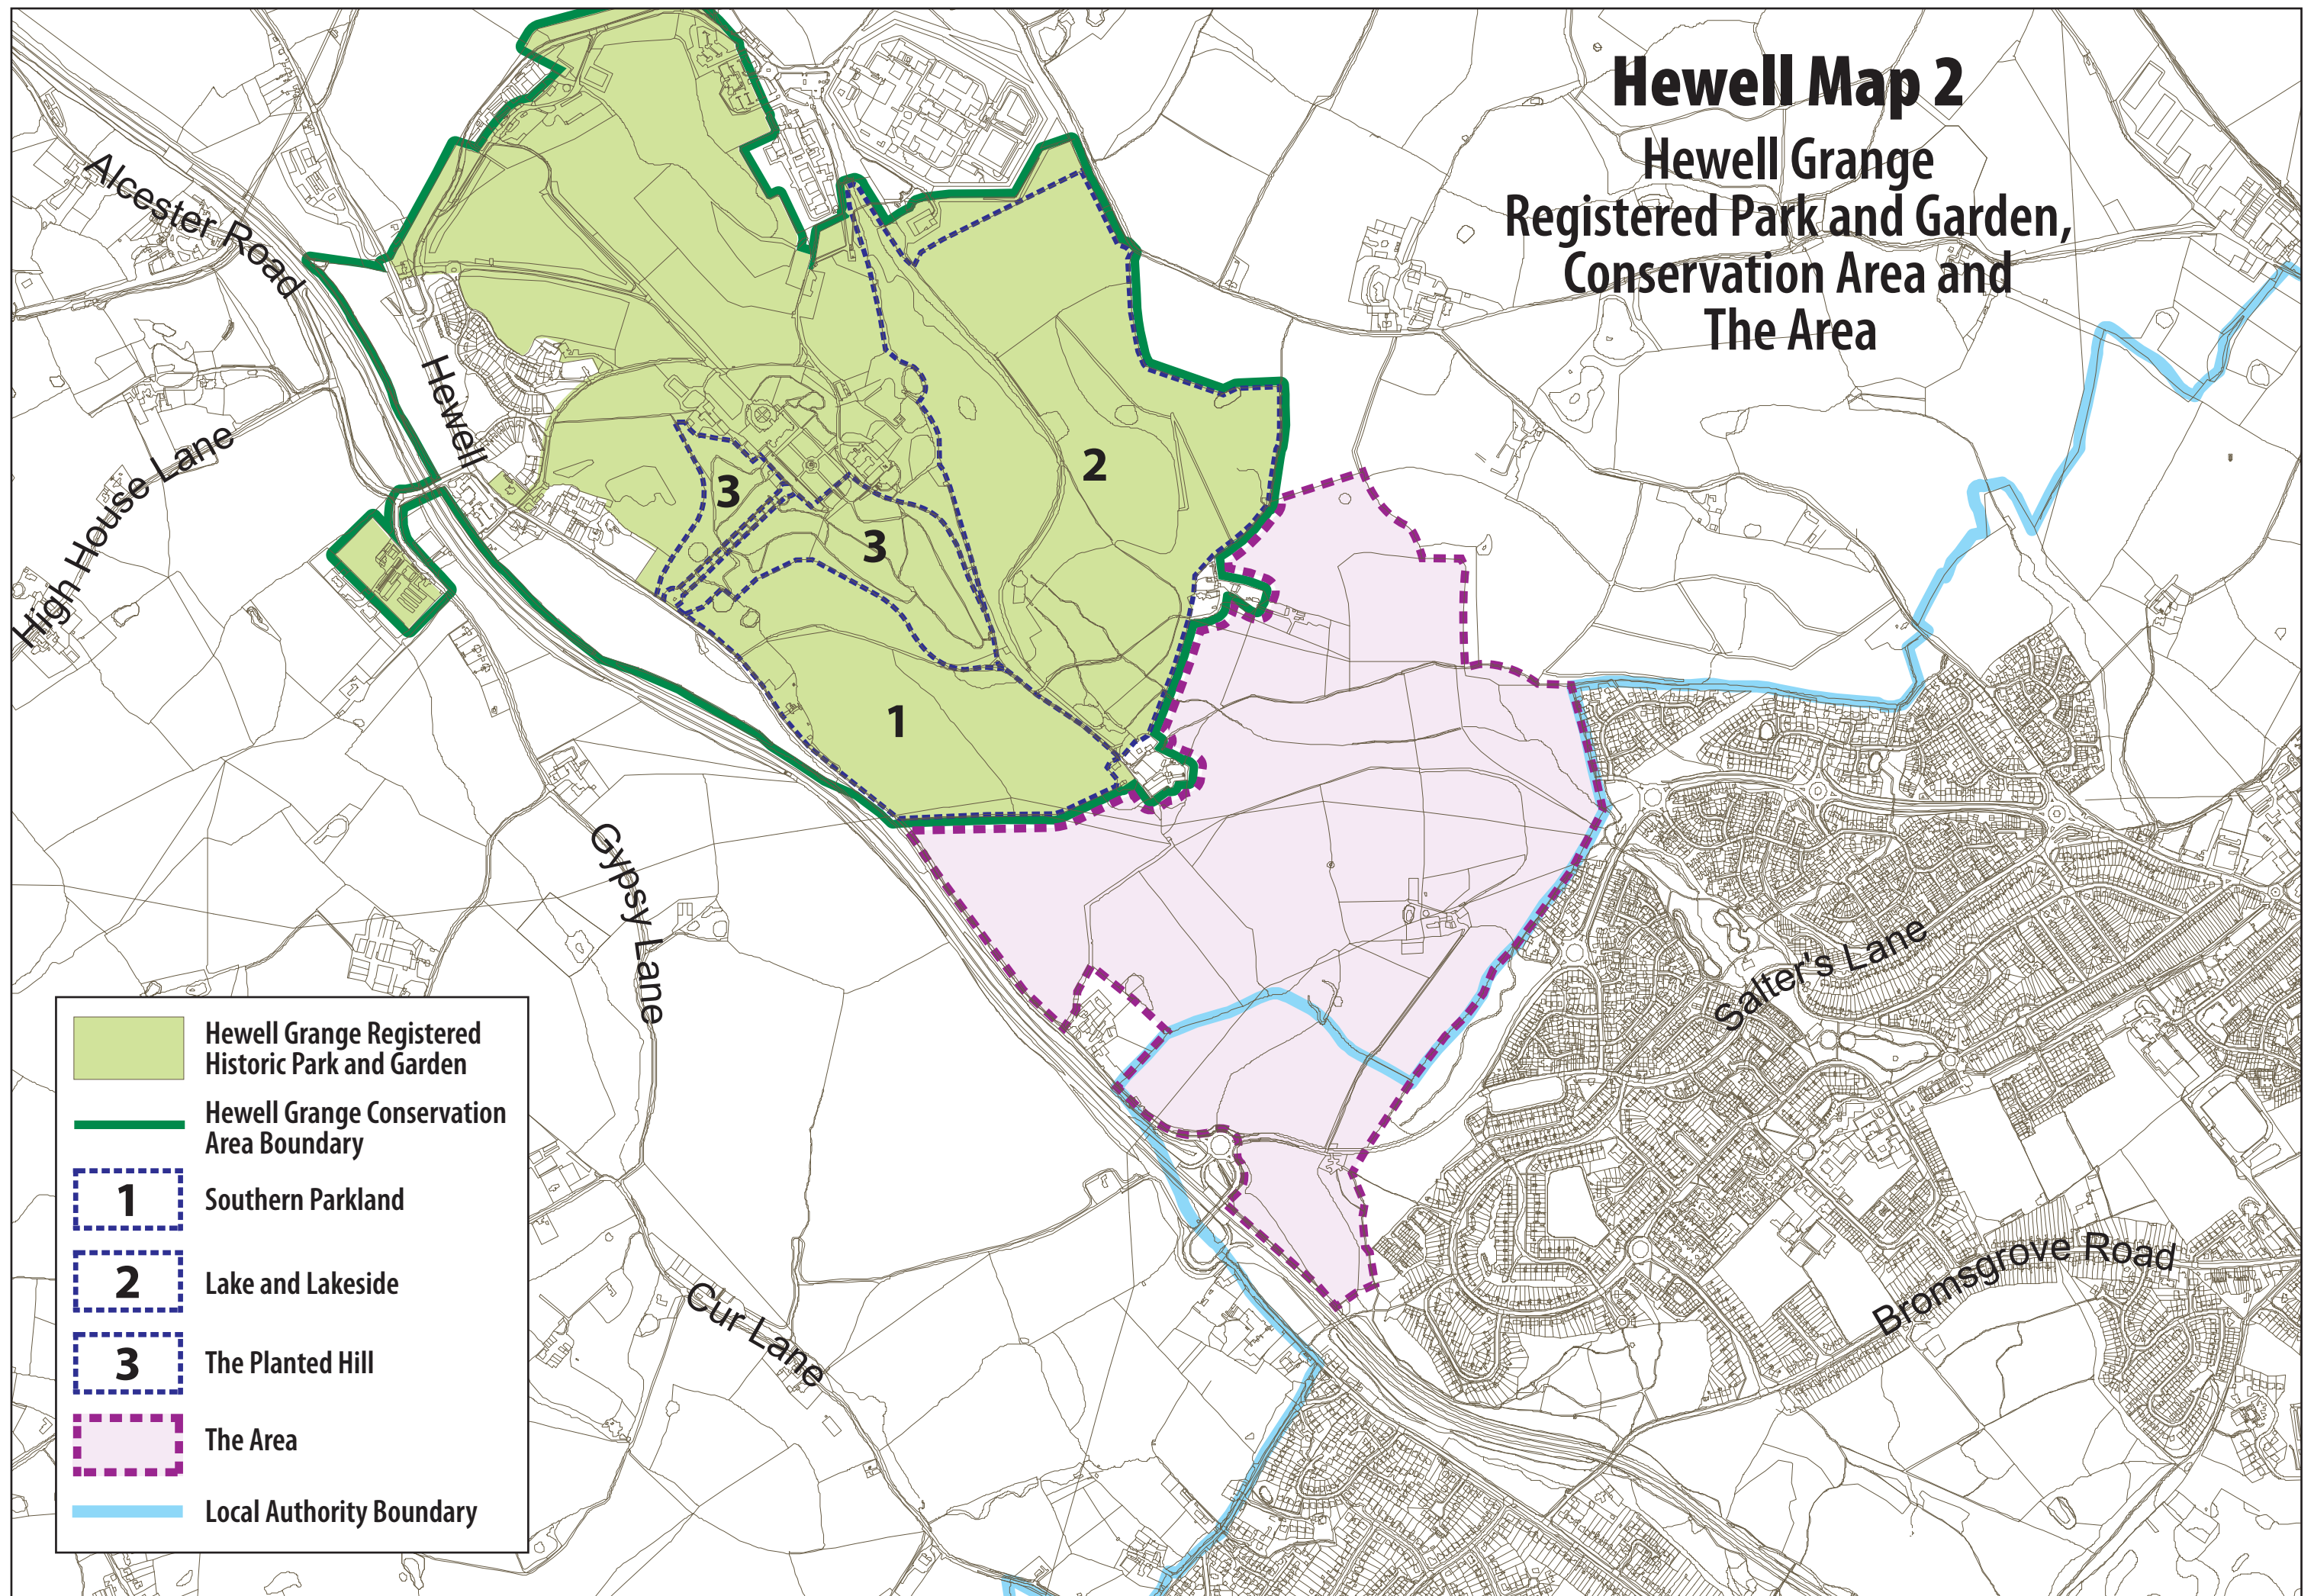 Hewell Map 2
Hewell Grange
Registered Park and Garden,
Conservation Area and
The Area
Alcester Road
Hewell
High House Lane
2
3
3
1
Gypsy Lane
Salter's Lane
Bromsgrove Road
Cur Lane
Hewell Grange Registered
Historic Park and Garden
Hewell Grange Conservation
Area Boundary
1
Southern Parkland
2
Lake and Lakeside
3
The Planted Hill
The Area
Local Authority Boundary